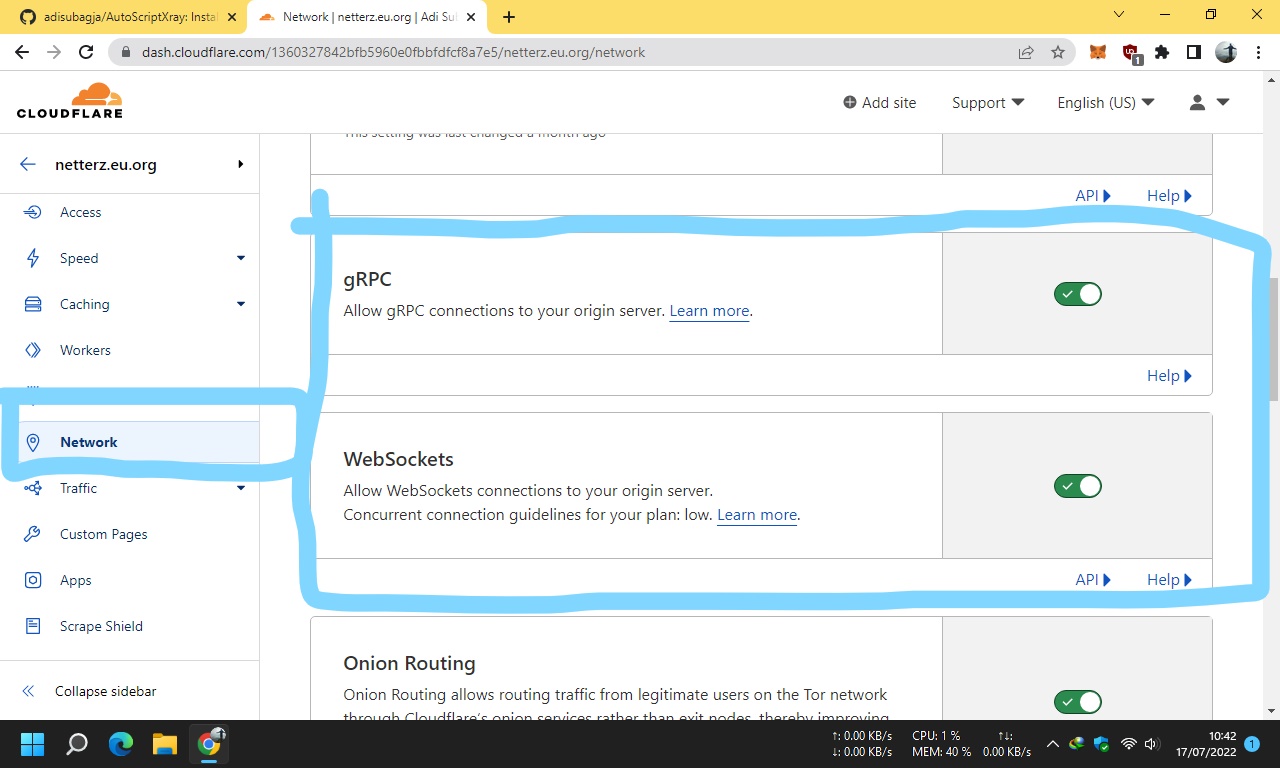 adisubagja/AutoScriptXray: Instal
Network | netterz.eu.org | Adi Sub
dash.cloudflare.com/1360327842bfb5960e0fbbfdfcf8a7e5/netterz.eu.org/network
1
CLOUDFLARE
Add site
Support
English (US)
netterz.eu.org
Access
Speed
Caching
Workers
Network
Traffic
Custom Pages
Apps
Scrape Shield
Collapse sidebar
This setting was last changed a month ago
API
Help
gRPC
Allow gRPC connections to your origin server. Learn more.
Help
WebSockets
Allow WebSockets connections to your origin server.
Concurrent connection guidelines for your plan: low. Learn more.
API
Help
Onion Routing
Onion Routing allows routing traffic from legitimate users on the Tor network
through Cloudflare's onion services rather than exit nodes, thereby improving
↑: 0.00 KB/s
↓: 0.00 KB/s
CPU: 1 %
MEM: 40 %
↑↓:
0.00 KB/s
10:42
17/07/2022
1